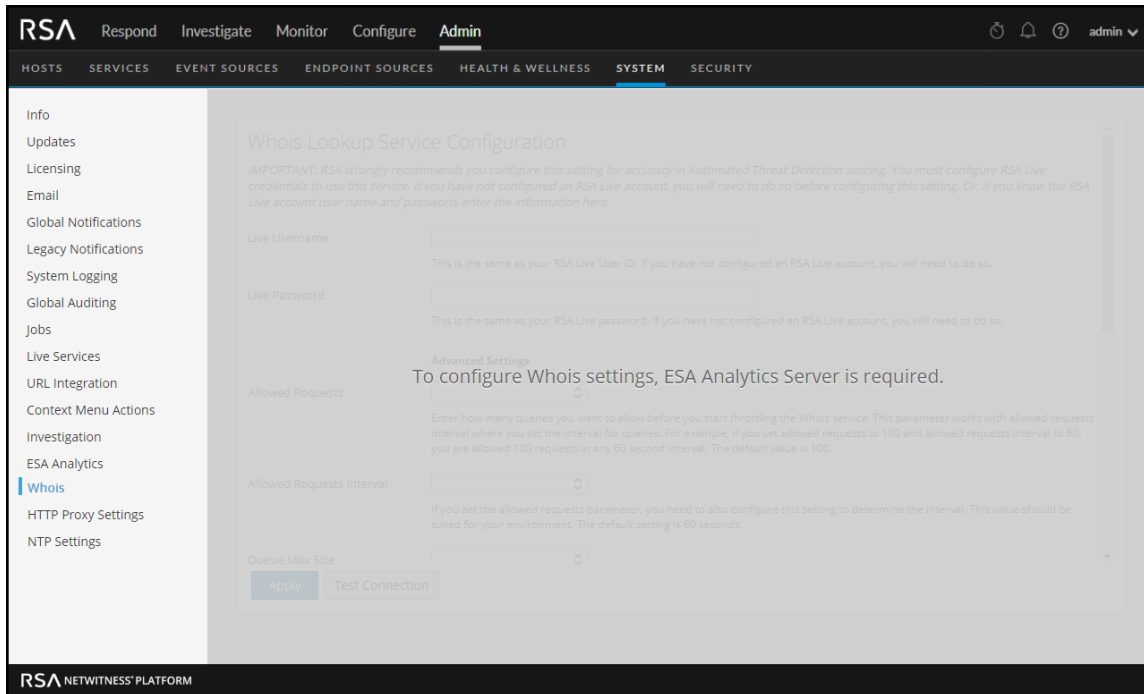 RSA Respond Investigate Monitor Configure Admin admin
HOSTS SERVICES EVENT SOURCES ENDPOINT SOURCES HEALTH & WELLNESS SYSTEM SECURITY
Info
Updates
Licensing
Email
Global Notifications
Legacy Notifications
System Logging
Global Auditing
Jobs
Live Services
URL Integration
Context Menu Actions
Investigation
ESA Analytics
Whois
HTTP Proxy Settings
NTP Settings
Whois Lookup Service Configuration
IMPORTANT: RSA strongly recommends you configure this setting for accuracy in Automated Threat Detection scoring. You must configure RSA Live
credentials to use this service. If you have not configured an RSA Live account, you will need to do so before configuring this setting. Or, if you know the RSA
Live account user name and password, enter the information here.
Live Username
This is the same as your RSA Live User ID. If you have not configured an RSA Live account, you will need to do so.
Live Password
This is the same as your RSA Live password. If you have not configured an RSA Live account, you will need to do so.
Advanced Settings
To configure Whois settings, ESA Analytics Server is required.
Allowed Requests
Enter how many queries you want to allow before you start throttling the Whois service. This parameter works with allowed requests
interval where you set the interval for queries. For example, if you set allowed requests to 100 and allowed requests interval to 60,
you are allowed 100 requests in any 60 second interval. The default value is 100.
Allowed Requests Interval
If you set the allowed requests parameter, you need to also configure this setting to determine the interval. This value should be
tuned for your environment. The default setting is 60 seconds.
Queue Max Size
Apply Test Connection
RSA NETWITNESS® PLATFORM